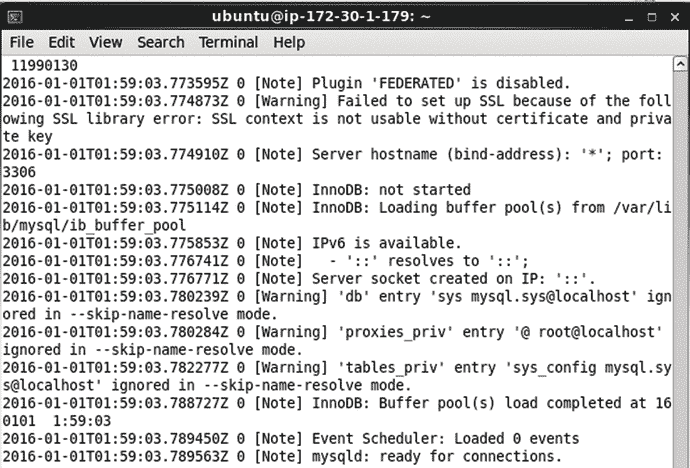 ubuntu@ip-172-30-1-179: ~
File Edit View Search Terminal Help
11990130
2016-01-01T01:59:03.773595Z 0 [Note] Plugin 'FEDERATED' is disabled.
2016-01-01T01:59:03.774873Z 0 [Warning] Failed to set up SSL because of the foll
owing SSL library error: SSL context is not usable without certificate and priva
te key
2016-01-01T01:59:03.774910Z 0 [Note] Server hostname (bind-address): '*'; port:
3306
2016-01-01T01:59:03.775008Z 0 [Note] InnoDB: not started
2016-01-01T01:59:03.775114Z 0 [Note] InnoDB: Loading buffer pool(s) from /var/li
b/mysql/ib_buffer_pool
2016-01-01T01:59:03.775853Z 0 [Note] IPv6 is available.
2016-01-01T01:59:03.776741Z 0 [Note]   - '::' resolves to '::';
2016-01-01T01:59:03.776771Z 0 [Note] Server socket created on IP: '::'.
2016-01-01T01:59:03.780239Z 0 [Warning] 'db' entry 'sys mysql.sys@localhost' ign
ored in --skip-name-resolve mode.
2016-01-01T01:59:03.780284Z 0 [Warning] 'proxies_priv' entry '@ root@localhost'
ignored in --skip-name-resolve mode.
2016-01-01T01:59:03.782277Z 0 [Warning] 'tables_priv' entry 'sys_config mysql.sy
s@localhost' ignored in --skip-name-resolve mode.
2016-01-01T01:59:03.788727Z 0 [Note] InnoDB: Buffer pool(s) load completed at 16
0101  1:59:03
2016-01-01T01:59:03.789450Z 0 [Note] Event Scheduler: Loaded 0 events
2016-01-01T01:59:03.789563Z 0 [Note] mysqld: ready for connections.